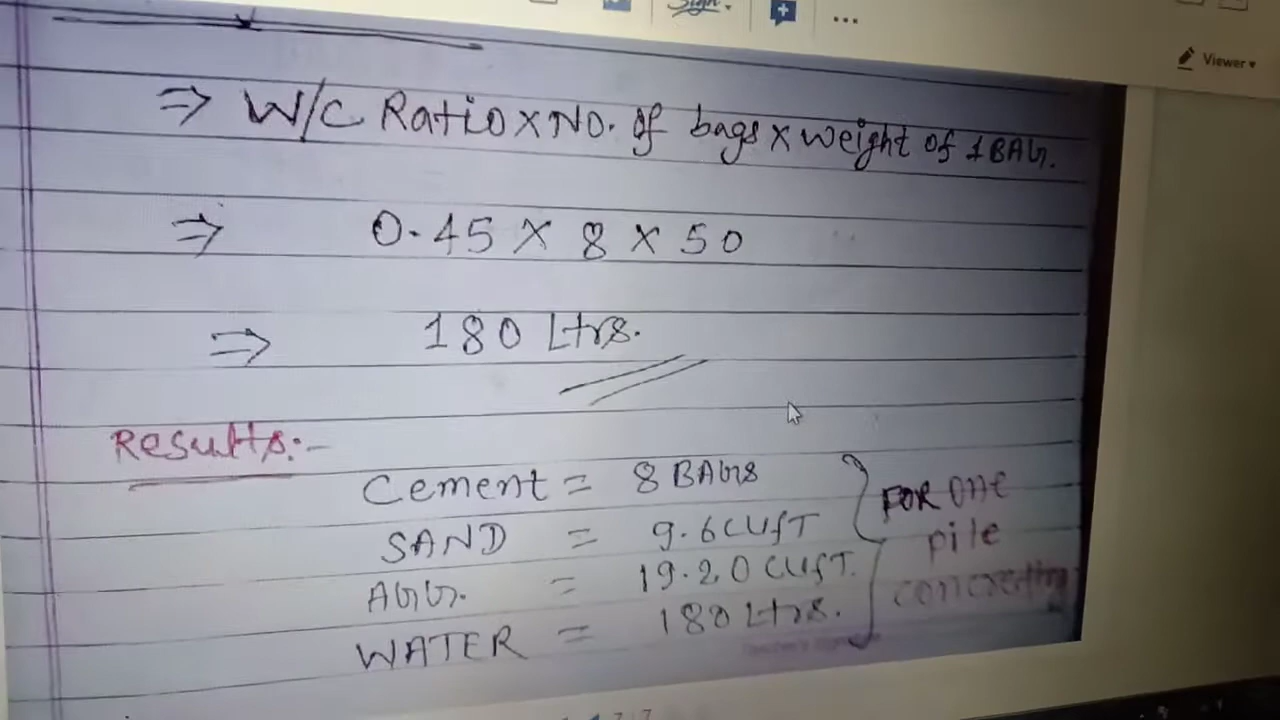 Sign.
Viewer
⇒ W/C Ratio x No. of bags x weight of 1 BAG.
⇒ 0.45 x 8 x 50
⇒ 180 Ltrs.
Results:-
Cement = 8 BAGS
SAND = 9.6 CUFT
AGG. = 19.20 CUFT.
WATER = 180 Ltrs.
FOR one
pile
concreting